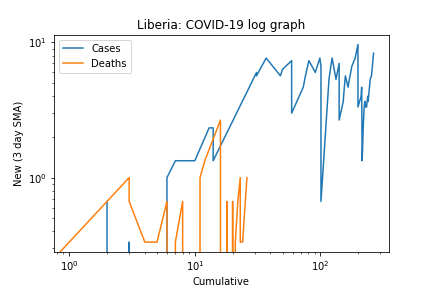 Liberia: COVID-19 log graph
Cases
Deaths
10¹
10⁰
New (3 day SMA)
10⁰ 10¹ 10²
Cumulative